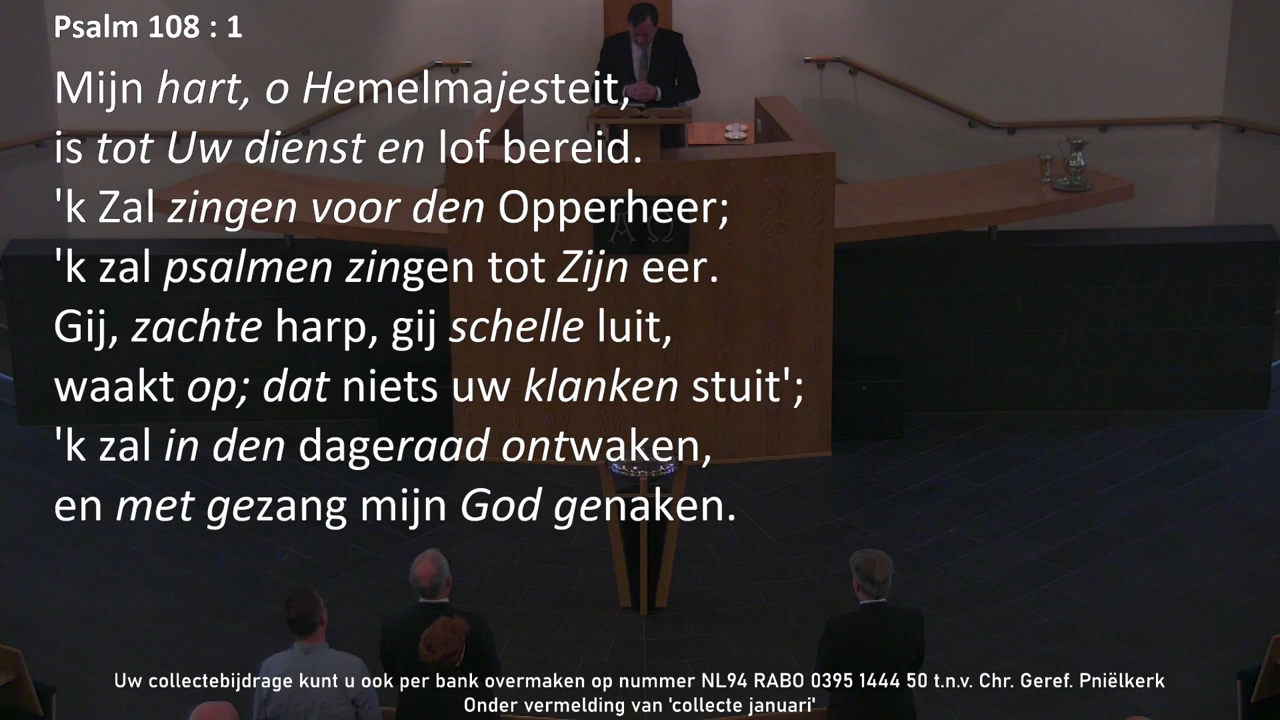 Psalm 108 : 1
Mijn hart, o Hemelmajesteit,
is tot Uw dienst en lof bereid.
'k Zal zingen voor den Opperheer;
'k zal psalmen zingen tot Zijn eer.
Gij, zachte harp, gij schelle luit,
waakt op; dat niets uw klanken stuit';
'k zal in den dageraad ontwaken,
en met gezang mijn God genaken.
Α Ω
Uw collectebijdrage kunt u ook per bank overmaken op nummer NL94 RABO 0395 1444 50 t.n.v. Chr. Geref. Pniëlkerk
Onder vermelding van 'collecte januari'